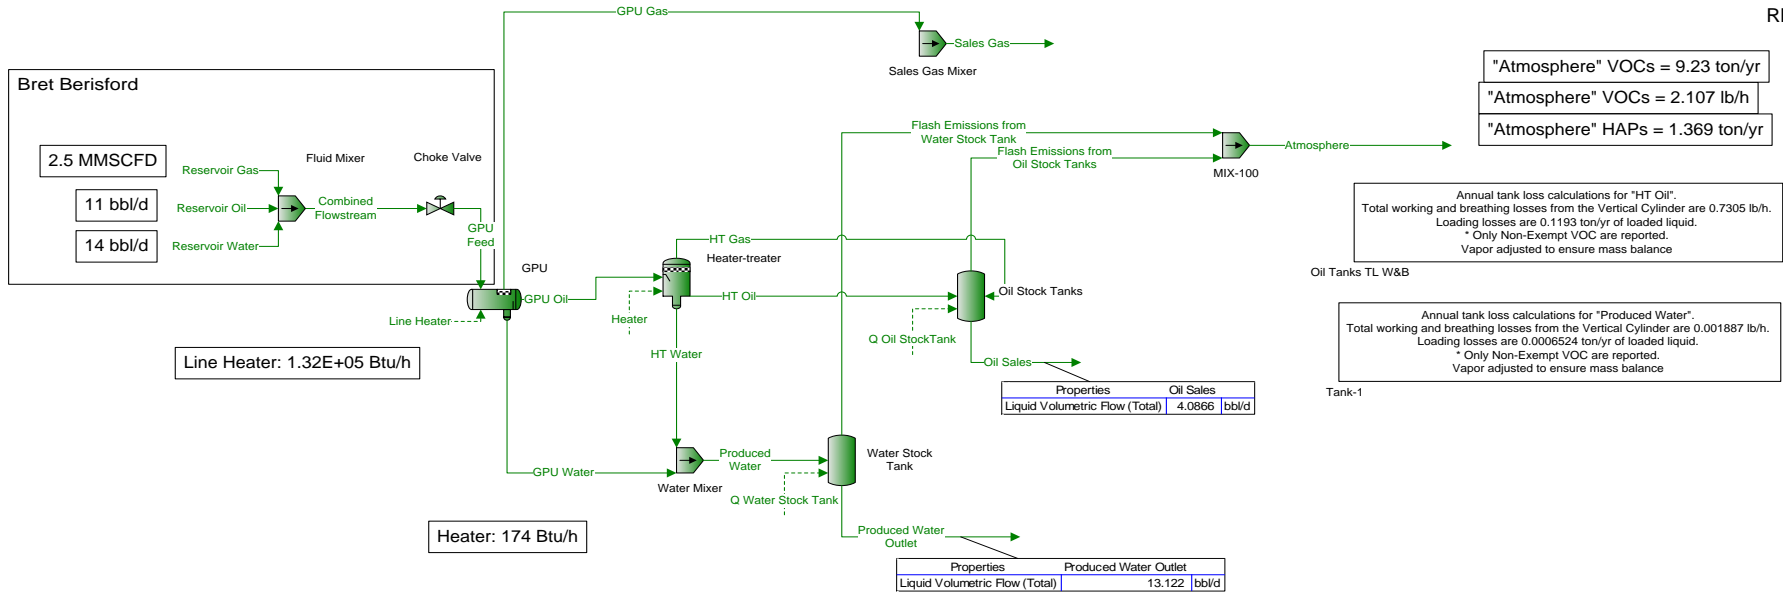 GPU Gas
RI
Sales Gas
Sales Gas Mixer
"Atmosphere" VOCs = 9.23 ton/yr
"Atmosphere" VOCs = 2.107 lb/h
"Atmosphere" HAPs = 1.369 ton/yr
Bret Berisford
2.5 MMSCFD
11 bbl/d
14 bbl/d
Reservoir Gas
Reservoir Oil
Reservoir Water
Fluid Mixer
Combined
Flowstream
Choke Valve
GPU
Feed
GPU
GPU Oil
Line Heater
Line Heater: 1.32E+05 Btu/h
HT Gas
Heater-treater
HT Oil
Heater
HT Water
Flash Emissions from
Water Stock Tank
Flash Emissions from
Oil Stock Tanks
MIX-100
Atmosphere
Annual tank loss calculations for "HT Oil".
Total working and breathing losses from the Vertical Cylinder are 0.7305 lb/h.
Loading losses are 0.1193 ton/yr of loaded liquid.
* Only Non-Exempt VOC are reported.
Vapor adjusted to ensure mass balance
Oil Tanks TL W&B
Oil Stock Tanks
Q Oil StockTank
Oil Sales
Properties Oil Sales
Liquid Volumetric Flow (Total) 4.0866 bbl/d
Annual tank loss calculations for "Produced Water".
Total working and breathing losses from the Vertical Cylinder are 0.001887 lb/h.
Loading losses are 0.0006524 ton/yr of loaded liquid.
* Only Non-Exempt VOC are reported.
Vapor adjusted to ensure mass balance
Tank-1
GPU Water
Water Mixer
Produced
Water
Water Stock
Tank
Q Water Stock Tank
Heater: 174 Btu/h
Produced Water
Outlet
Properties Produced Water Outlet
Liquid Volumetric Flow (Total) 13.122 bbl/d